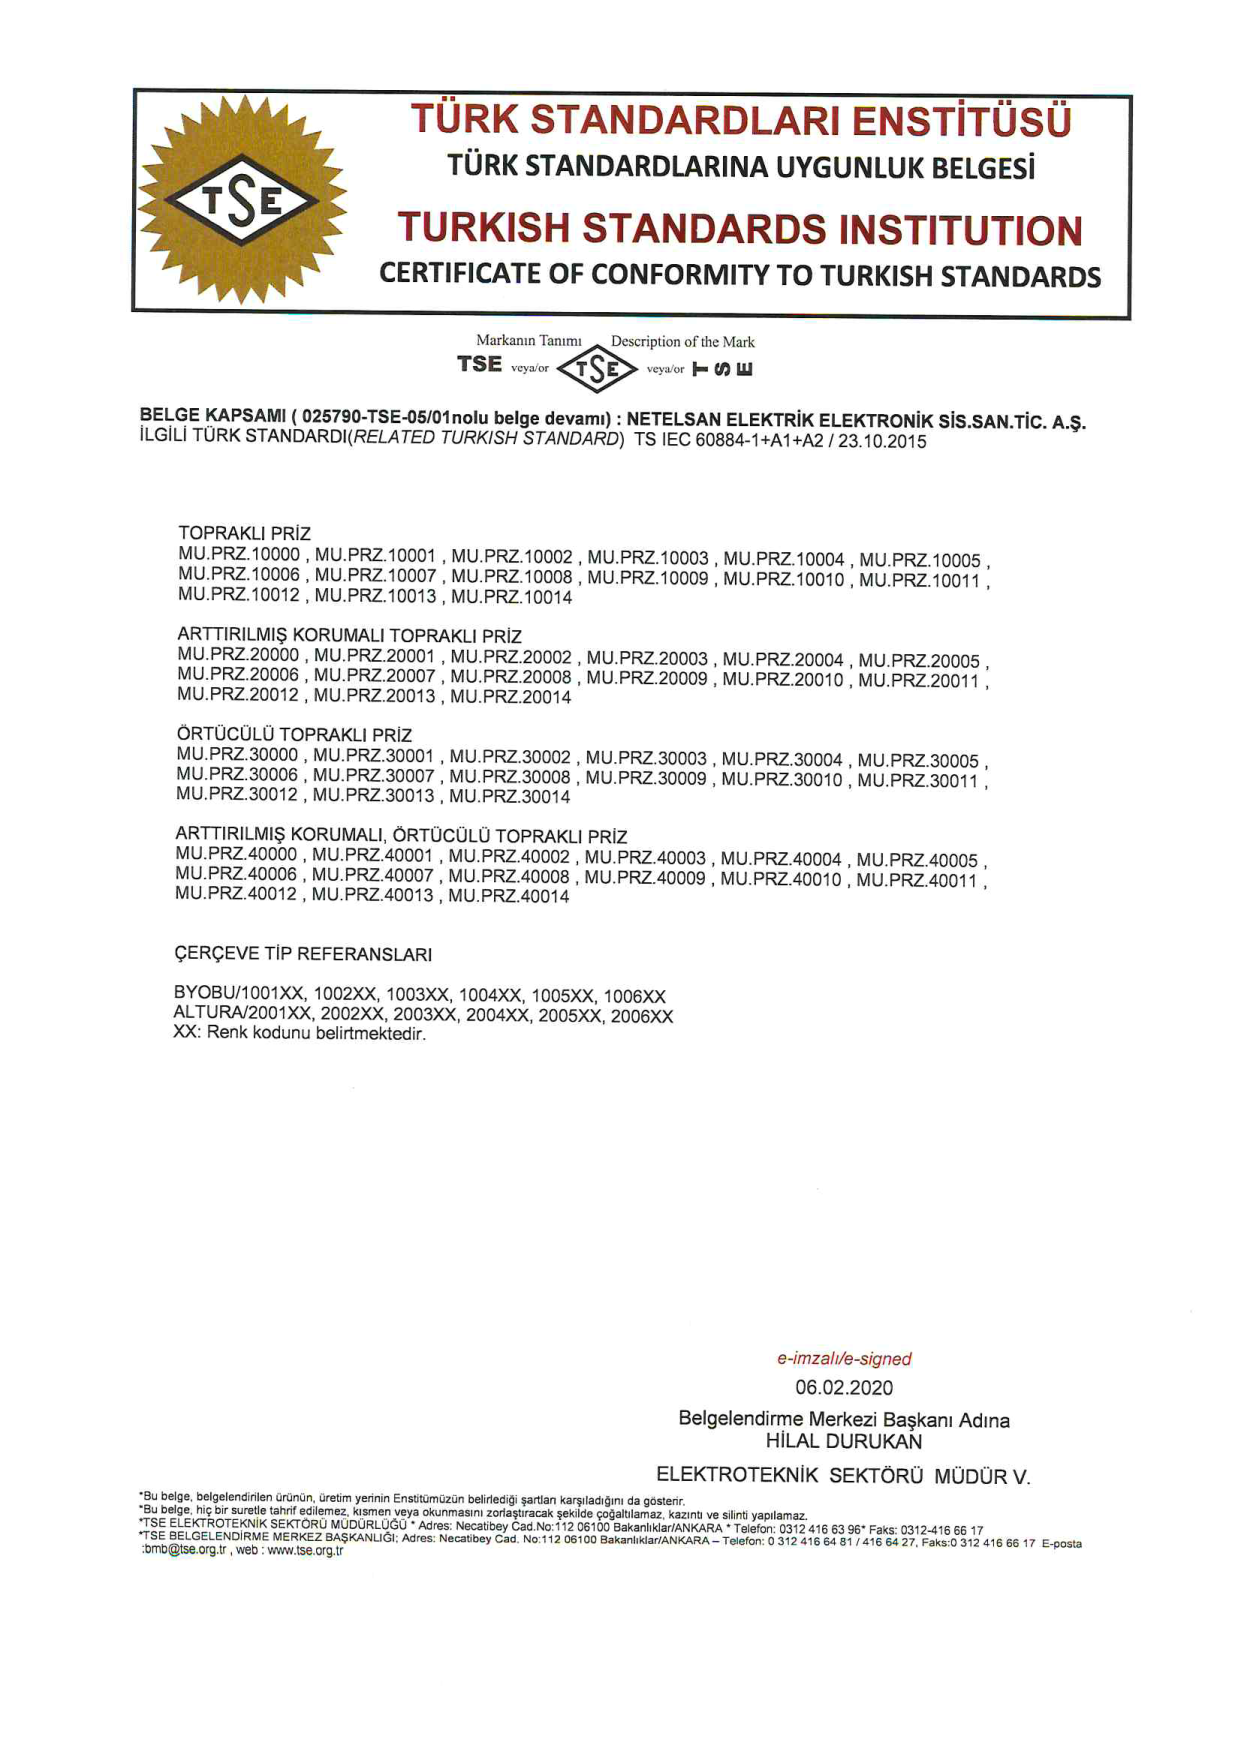 TÜRK STANDARDLARI ENSTİTÜSÜ
TÜRK STANDARDLARINA UYGUNLUK BELGESİ
TURKISH STANDARDS INSTITUTION
CERTIFICATE OF CONFORMITY TO TURKISH STANDARDS
TSE
Markanın Tanımı Description of the Mark
TSE veya/or TSE veya/or TSE
BELGE KAPSAMI ( 025790-TSE-05/01nolu belge devamı) : NETELSAN ELEKTRİK ELEKTRONİK SİS.SAN.TİC. A.Ş.
İLGİLİ TÜRK STANDARDI(RELATED TURKISH STANDARD) TS IEC 60884-1+A1+A2 / 23.10.2015
TOPRAKLI PRİZ
MU.PRZ.10000 , MU.PRZ.10001 , MU.PRZ.10002 , MU.PRZ.10003 , MU.PRZ.10004 , MU.PRZ.10005 ,
MU.PRZ.10006 , MU.PRZ.10007 , MU.PRZ.10008 , MU.PRZ.10009 , MU.PRZ.10010 , MU.PRZ.10011 ,
MU.PRZ.10012 , MU.PRZ.10013 , MU.PRZ.10014
ARTTIRILMIŞ KORUMALI TOPRAKLI PRİZ
MU.PRZ.20000 , MU.PRZ.20001 , MU.PRZ.20002 , MU.PRZ.20003 , MU.PRZ.20004 , MU.PRZ.20005 ,
MU.PRZ.20006 , MU.PRZ.20007 , MU.PRZ.20008 , MU.PRZ.20009 , MU.PRZ.20010 , MU.PRZ.20011 ,
MU.PRZ.20012 , MU.PRZ.20013 , MU.PRZ.20014
ÖRTÜCÜLÜ TOPRAKLI PRİZ
MU.PRZ.30000 , MU.PRZ.30001 , MU.PRZ.30002 , MU.PRZ.30003 , MU.PRZ.30004 , MU.PRZ.30005 ,
MU.PRZ.30006 , MU.PRZ.30007 , MU.PRZ.30008 , MU.PRZ.30009 , MU.PRZ.30010 , MU.PRZ.30011 ,
MU.PRZ.30012 , MU.PRZ.30013 , MU.PRZ.30014
ARTTIRILMIŞ KORUMALI, ÖRTÜCÜLÜ TOPRAKLI PRİZ
MU.PRZ.40000 , MU.PRZ.40001 , MU.PRZ.40002 , MU.PRZ.40003 , MU.PRZ.40004 , MU.PRZ.40005 ,
MU.PRZ.40006 , MU.PRZ.40007 , MU.PRZ.40008 , MU.PRZ.40009 , MU.PRZ.40010 , MU.PRZ.40011 ,
MU.PRZ.40012 , MU.PRZ.40013 , MU.PRZ.40014
ÇERÇEVE TİP REFERANSLARI
BYOBU/1001XX, 1002XX, 1003XX, 1004XX, 1005XX, 1006XX
ALTURA/2001XX, 2002XX, 2003XX, 2004XX, 2005XX, 2006XX
XX: Renk kodunu belirtmektedir.
e-imzalı/e-signed
06.02.2020
Belgelendirme Merkezi Başkanı Adına
HİLAL DURUKAN
ELEKTROTEKNİK SEKTÖRÜ MÜDÜR V.
*Bu belge, belgelendirilen ürünün, üretim yerinin Enstitümüzün belirlediği şartları karşıladığını da gösterir.
*Bu belge, hiç bir suretle tahrif edilemez, kısmen veya okunmasını zorlaştıracak şekilde çoğaltılamaz, kazıntı ve silinti yapılamaz.
*TSE ELEKTROTEKNİK SEKTÖRÜ MÜDÜRLÜĞÜ * Adres: Necatibey Cad.No:112 06100 Bakanlıklar/ANKARA * Telefon: 0312 416 63 96* Faks: 0312-416 66 17
*TSE BELGELENDİRME MERKEZ BAŞKANLIĞI; Adres: Necatibey Cad. No:112 06100 Bakanlıklar/ANKARA – Telefon: 0 312 416 64 81 / 416 64 27, Faks:0 312 416 66 17 E-posta
:bmb@tse.org.tr , web : www.tse.org.tr